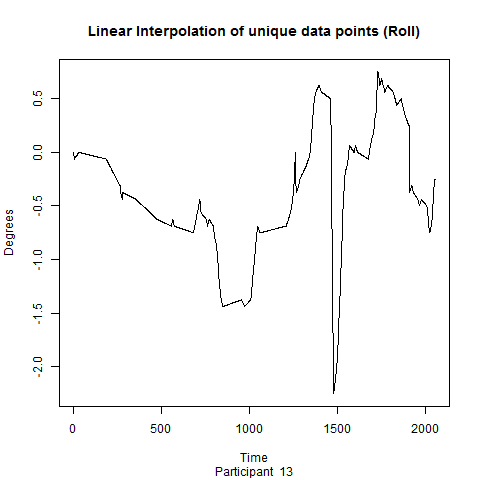 Linear Interpolation of unique data points (Roll)
Degrees
0.5
0.0
-0.5
-1.0
-1.5
-2.0
0 500 1000 1500 2000
Time
Participant 13